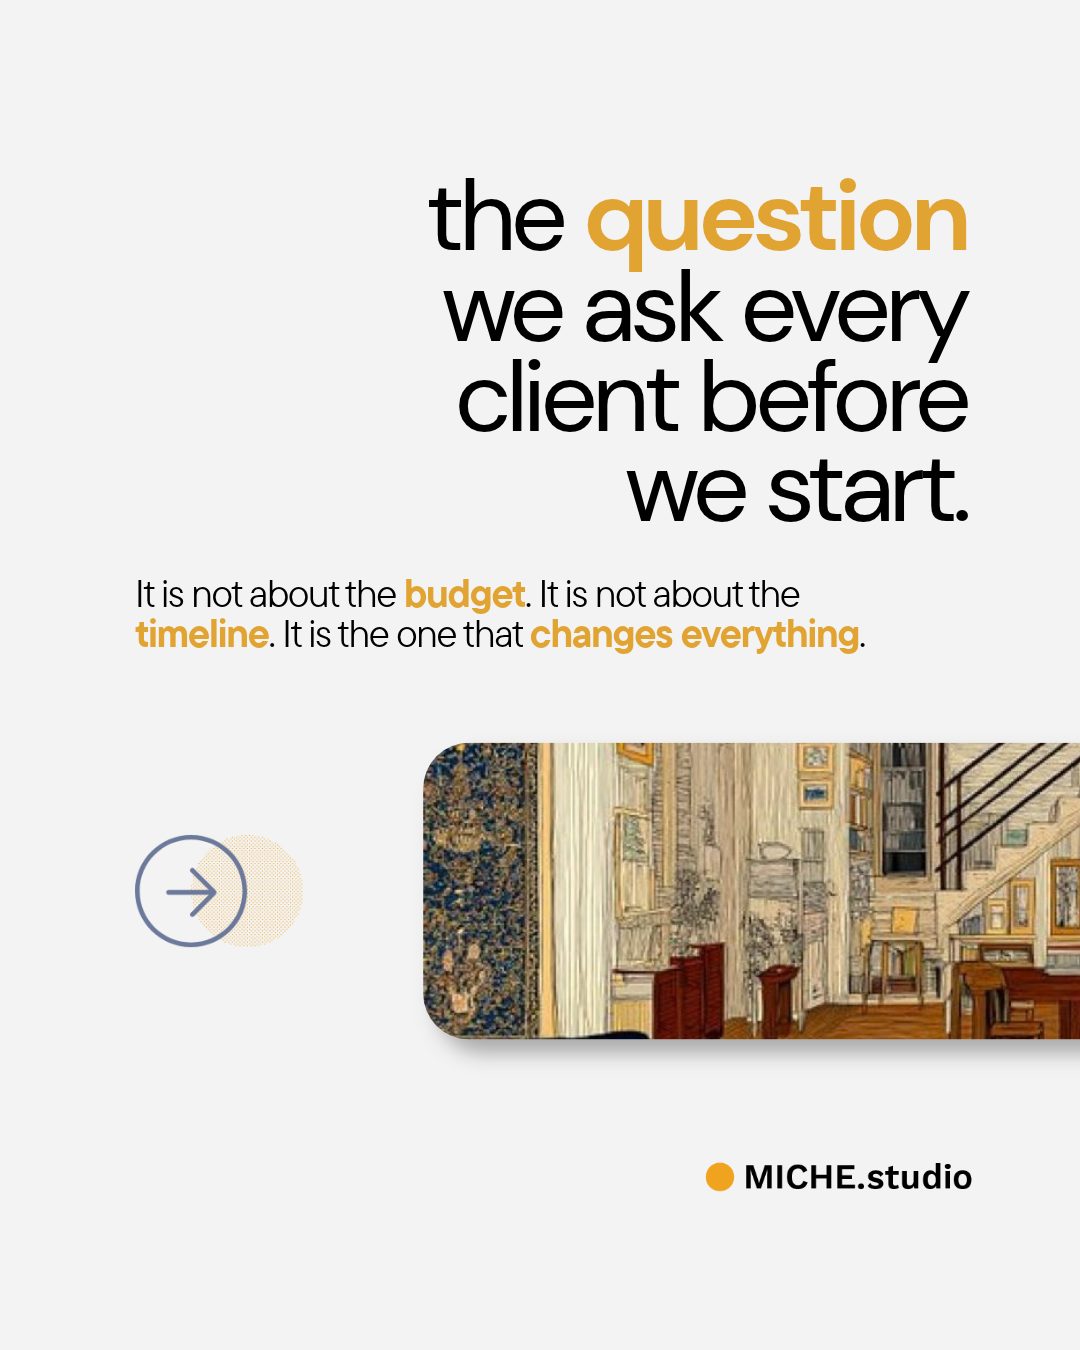 the question
we ask every
client before
we start.
It is not about the budget. It is not about the
timeline. It is the one that changes everything.
MICHE.studio